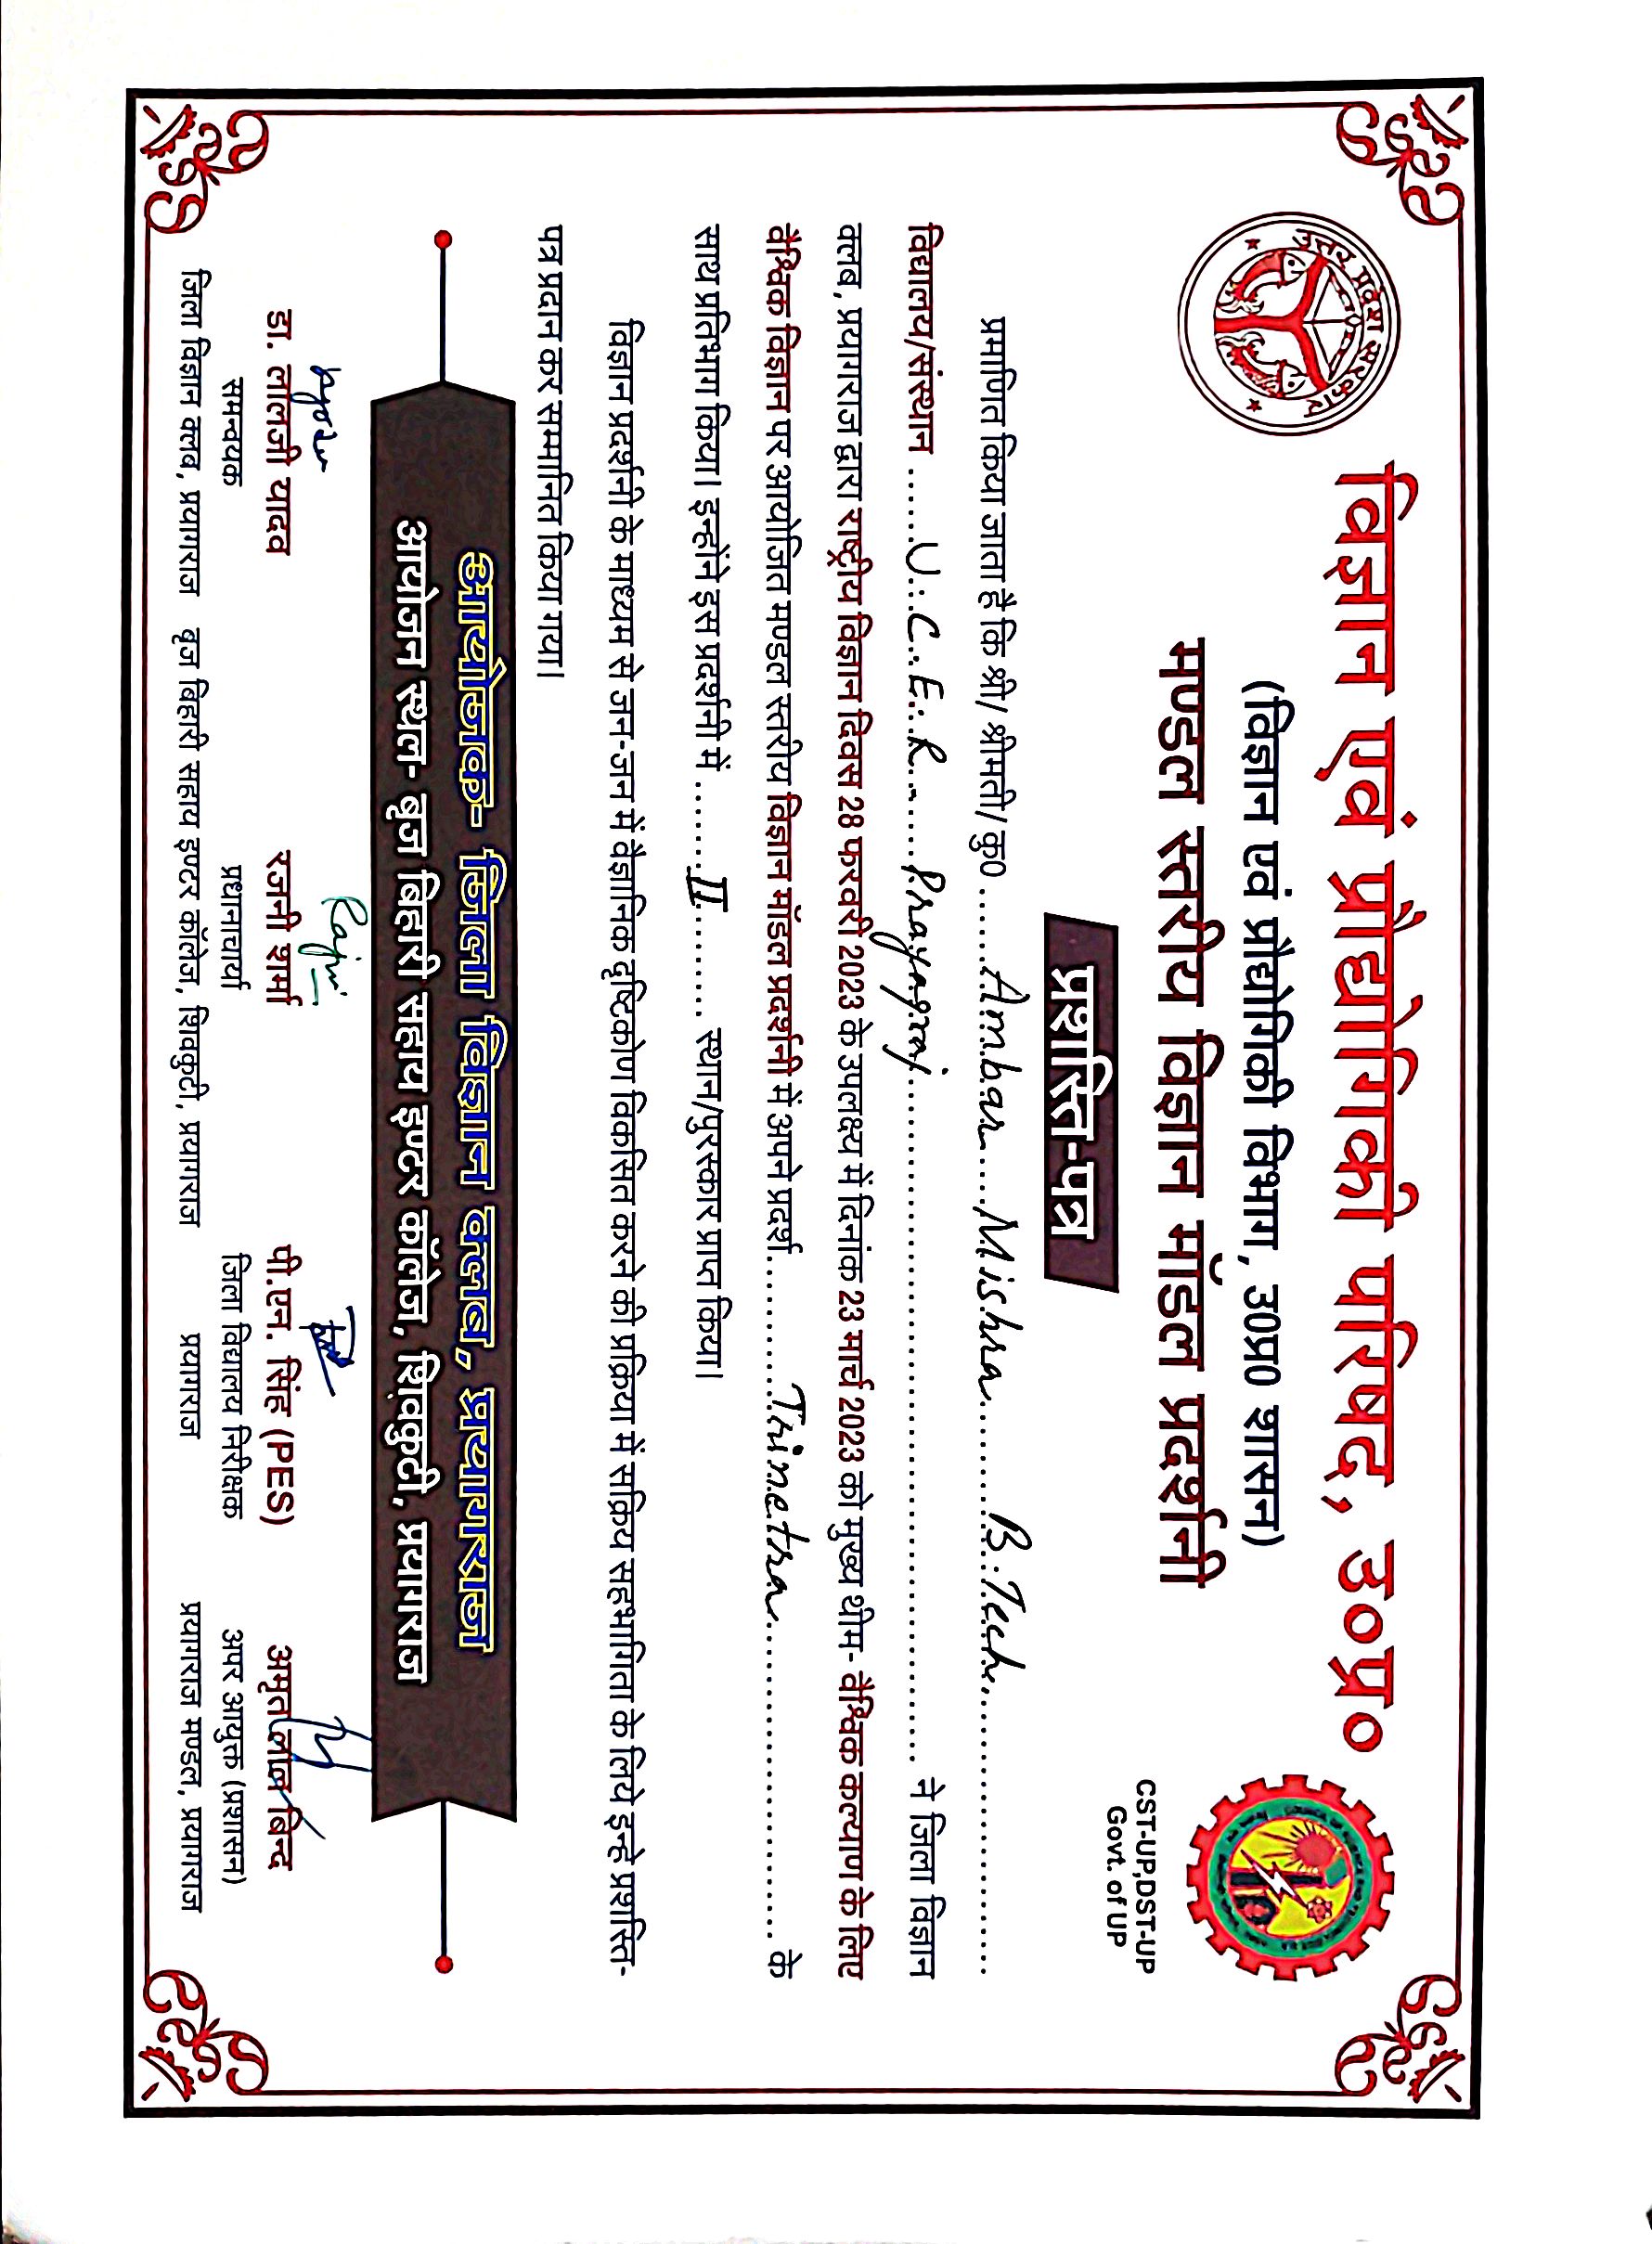 विज्ञान एवं प्रौद्योगिकी परिषद, उ०प्र०
उत्तर प्रदेश सरकार
(विज्ञान एवं प्रौद्योगिकी विभाग, उ0प्र0 शासन)
मण्डल स्तरीय विज्ञान मॉडल प्रदर्शनी
CST-UP,DST-UP
Govt. of UP
प्रशस्ति-पत्र
प्रमाणित किया जाता है कि श्री/ श्रीमती/ कु0 ......Ambar....Mishra........B.Tech......................
विद्यालय/संस्थान ......U.C.E.R.....Prayagraj............................................ ने जिला विज्ञान
क्लब, प्रयागराज द्वारा राष्ट्रीय विज्ञान दिवस 28 फरवरी 2023 के उपलक्ष्य में दिनांक 23 मार्च 2023 को मुख्य थीम- वैश्विक कल्याण के लिए
वैश्विक विज्ञान पर आयोजित मण्डल स्तरीय विज्ञान मॉडल प्रदर्शनी में अपने प्रदर्श..........Trinetra........................ के
साथ प्रतिभाग किया। इन्होंने इस प्रदर्शनी में .......II.......... स्थान/पुरस्कार प्राप्त किया।
विज्ञान प्रदर्शनी के माध्यम से जन-जन में वैज्ञानिक दृष्टिकोण विकसित करने की प्रक्रिया में सक्रिय सहभागिता के लिये इन्हे प्रशस्ति-
पत्र प्रदान कर सम्मानित किया गया।
आयोजक- जिला विज्ञान क्लब, प्रयागराज
आयोजन स्थल- बृज बिहारी सहाय इण्टर कॉलेज, शिवकुटी, प्रयागराज
Rajni
डा. लालजी यादव रजनी शर्मा पी.एन. सिंह (PES) अमृत लाल बिन्द
समन्वयक प्रधानाचार्या जिला विद्यालय निरीक्षक अपर आयुक्त (प्रशासन)
जिला विज्ञान क्लब, प्रयागराज बृज बिहारी सहाय इण्टर कॉलेज, शिवकुटी, प्रयागराज प्रयागराज प्रयागराज मण्डल, प्रयागराज